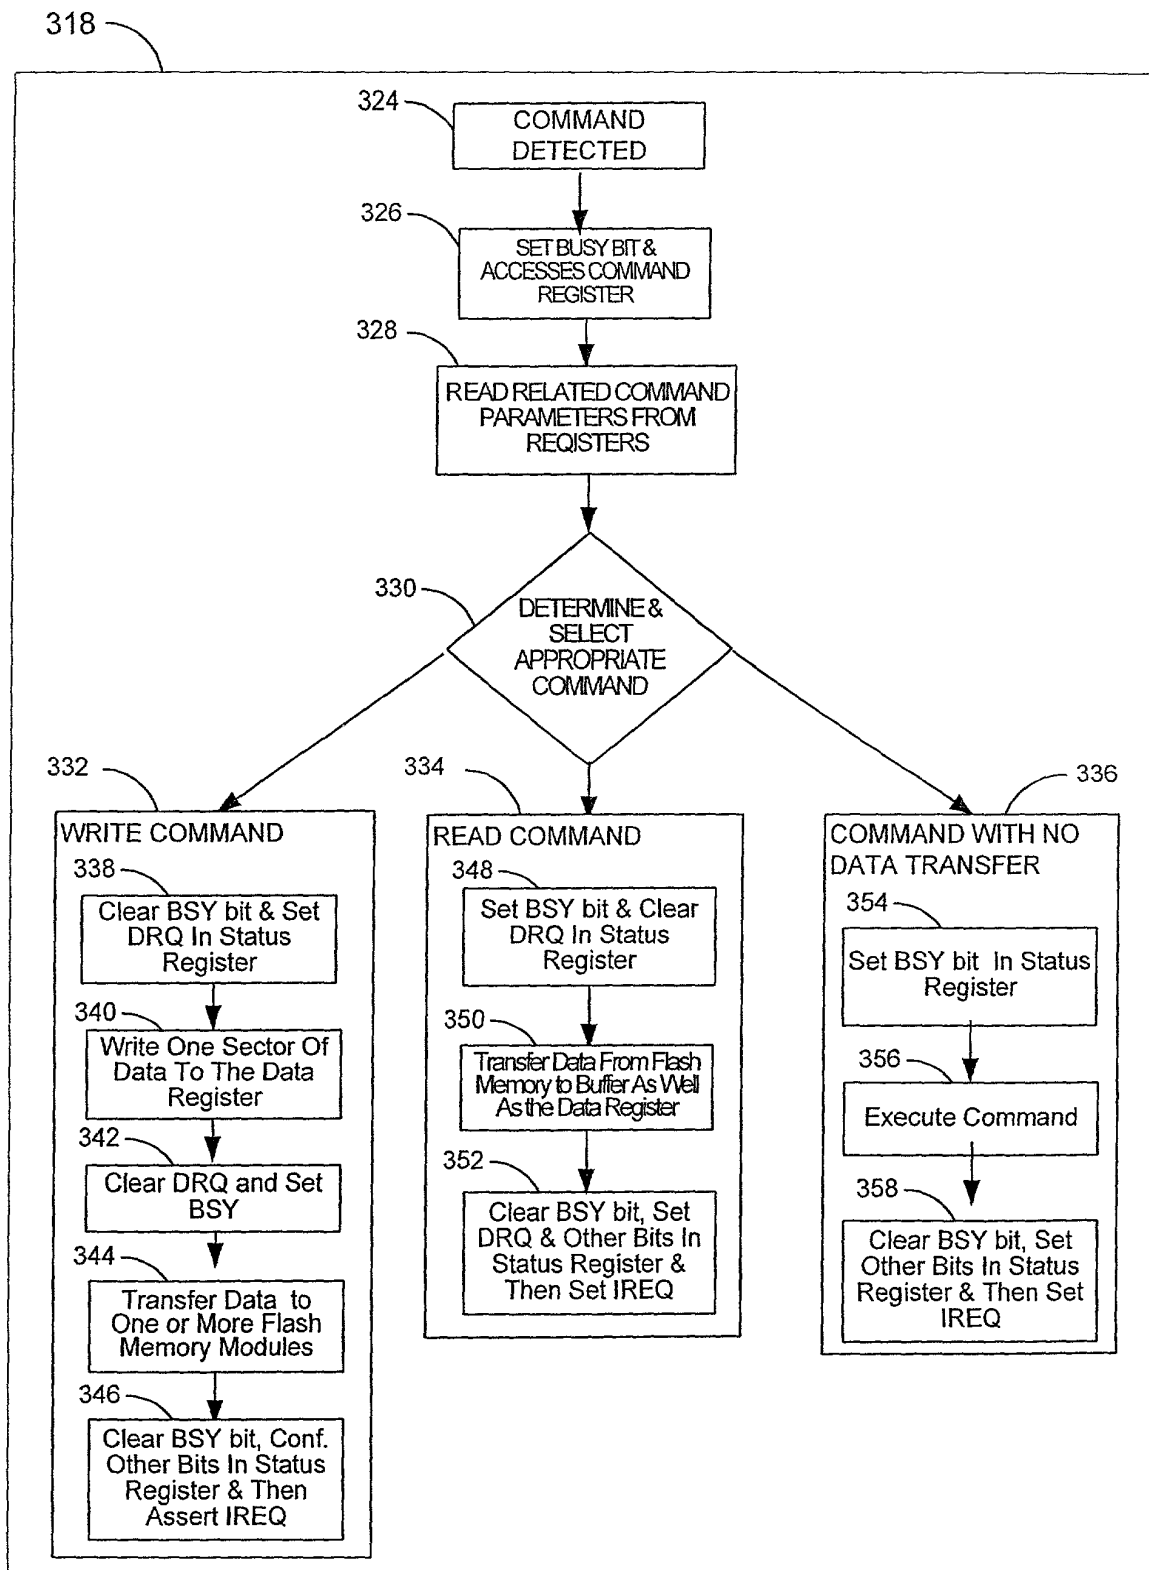 318
324
COMMAND
DETECTED
326
SET BUSY BIT &
ACCESSES COMMAND
REGISTER
328
READ RELATED COMMAND
PARAMETERS FROM
REQISTERS
330
DETERMINE &
SELECT
APPROPRIATE
COMMAND
332
WRITE COMMAND
338
Clear BSY bit & Set
DRQ In Status
Register
340
Write One Sector Of
Data To The Data
Register
342
Clear DRQ and Set
BSY
344
Transfer Data to
One or More Flash
Memory Modules
346
Clear BSY bit, Conf.
Other Bits In Status
Register & Then
Assert IREQ
334
READ COMMAND
348
Set BSY bit & Clear
DRQ In Status
Register
350
Transfer Data From Flash
Memory to Buffer As Well
As the Data Register
352
Clear BSY bit, Set
DRQ & Other Bits In
Status Register &
Then Set IREQ
336
COMMAND WITH NO
DATA TRANSFER
354
Set BSY bit In Status
Register
356
Execute Command
358
Clear BSY bit, Set
Other Bits In Status
Register & Then Set
IREQ